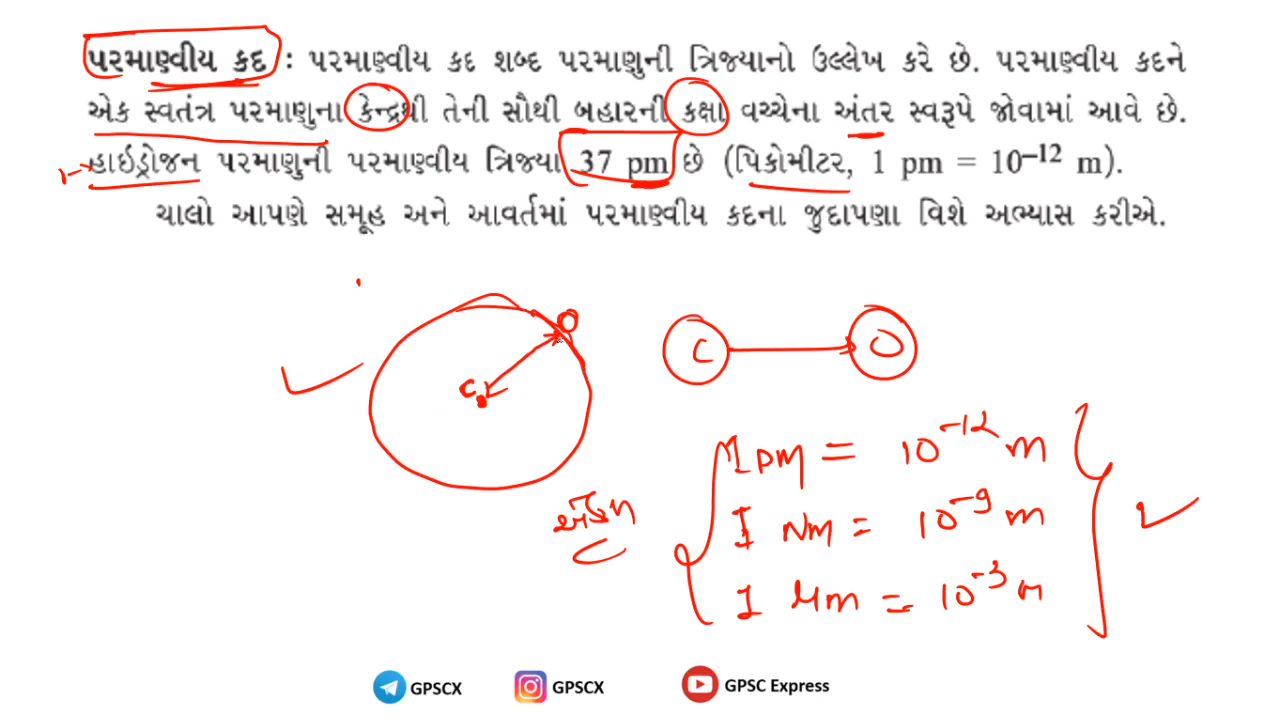 પરમાણ્વીય કદ : પરમાણ્વીય કદ શબ્દ પરમાણુની ત્રિજ્યાનો ઉલ્લેખ કરે છે. પરમાણ્વીય કદને
એક સ્વતંત્ર પરમાણુના કેન્દ્રથી તેની સૌથી બહારની કક્ષા વચ્ચેના અંતર સ્વરૂપે જોવામાં આવે છે.
1→ હાઇડ્રોજન પરમાણુની પરમાણ્વીય ત્રિજ્યા 37 pm છે (પિકોમીટર, 1 pm = 10⁻¹² m).
ચાલો આપણે સમૂહ અને આવર્તમાં પરમાણ્વીય કદના જુદાપણા વિશે અભ્યાસ કરીએ.
O
C
C O
1 pm = 10⁻¹² m
1 Nm = 10⁻⁹ m
1 μm = 10⁻³ m
GPSCX GPSCX GPSC Express